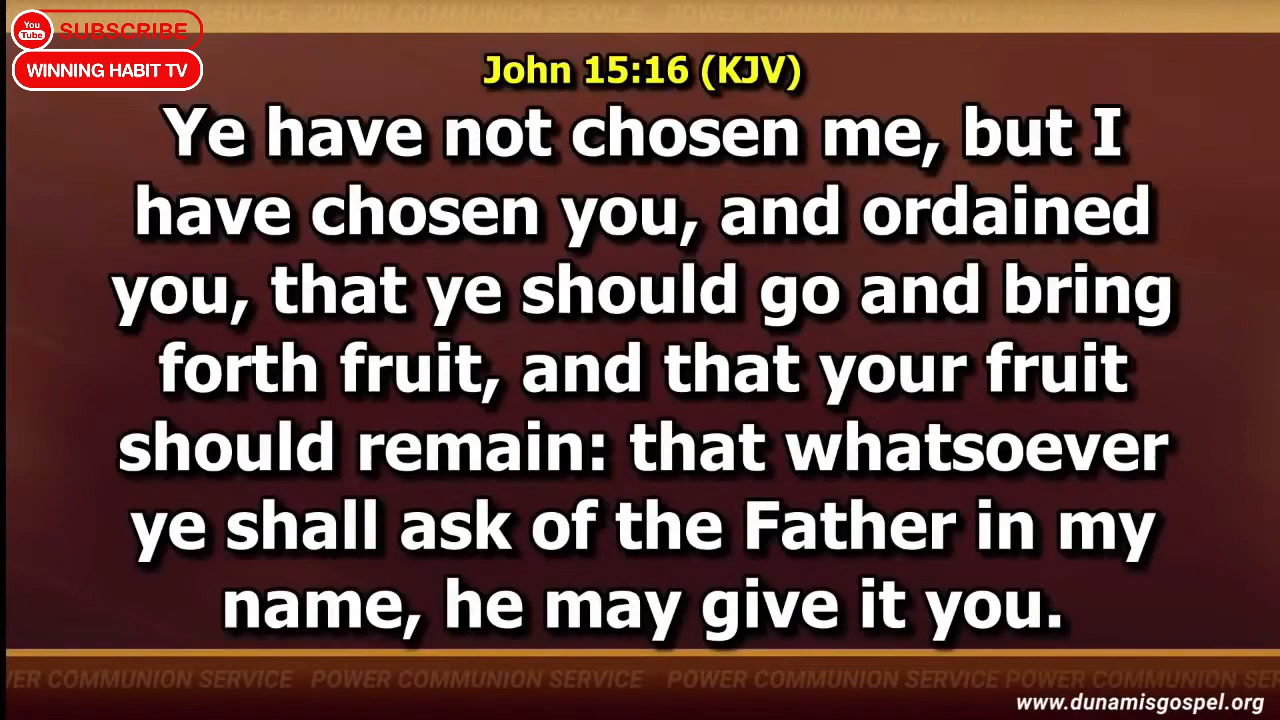 You Tube SUBSCRIBE
WINNING HABIT TV
John 15:16 (KJV)
Ye have not chosen me, but I
have chosen you, and ordained
you, that ye should go and bring
forth fruit, and that your fruit
should remain: that whatsoever
ye shall ask of the Father in my
name, he may give it you.
ER COMMUNION SERVICE POWER COMMUNION SERVICE POWER COMMUNION SERVICE POWER COMMUNION SE
www.dunamisgospel.org